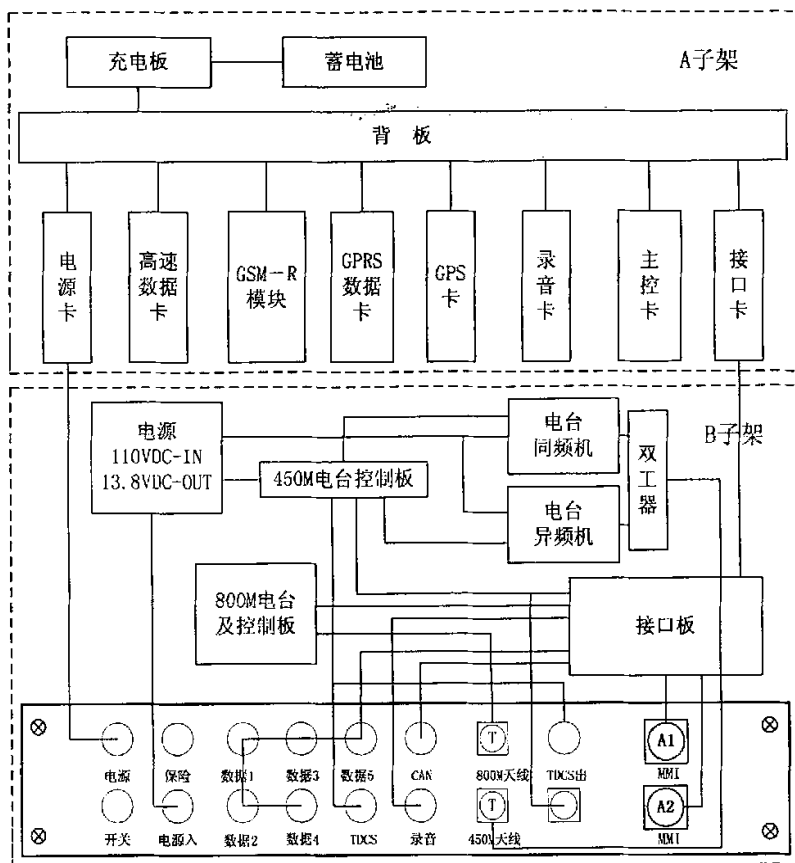 充电板
蓄电池
A子架
背 板
电源卡
高速
数据
卡
GSM-R
模块
GPRS
数据
卡
GPS
卡
录音卡
主控卡
接口卡
电源
110VDC-IN
13.8VDC-OUT
450M电台控制板
电台
同频机
电台
异频机
双工器
B子架
800M电台
及控制板
接口板
T
A1
电源
保险
数据1
数据3
数据5
CAN
800M天线
TDCS出
MMI
T
A2
开关
电源入
数据2
数据4
TDCS
录音
450M天线
MMI